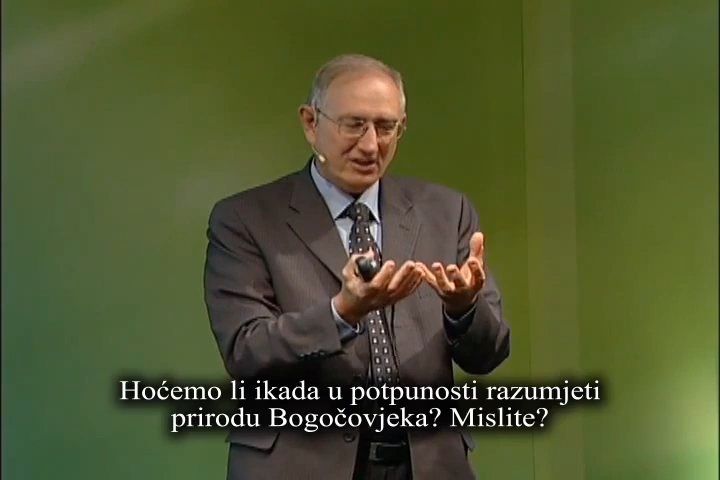 Hoćemo li ikada u potpunosti razumjeti
prirodu Bogočovjeka? Mislite?